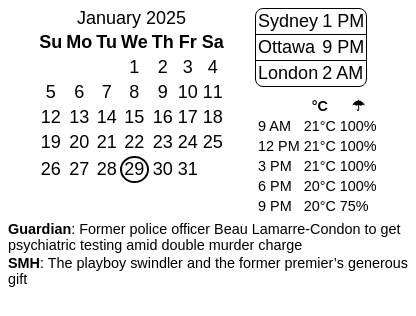 January 2025
Su Mo Tu We Th Fr Sa
1 2 3 4
5 6 7 8 9 10 11
12 13 14 15 16 17 18
19 20 21 22 23 24 25
26 27 28 29 30 31
Sydney 1 PM
Ottawa 9 PM
London 2 AM
°C ☂
9 AM 21°C 100%
12 PM 21°C 100%
3 PM 21°C 100%
6 PM 20°C 100%
9 PM 20°C 75%
Guardian: Former police officer Beau Lamarre-Condon to get
psychiatric testing amid double murder charge
SMH: The playboy swindler and the former premier’s generous
gift